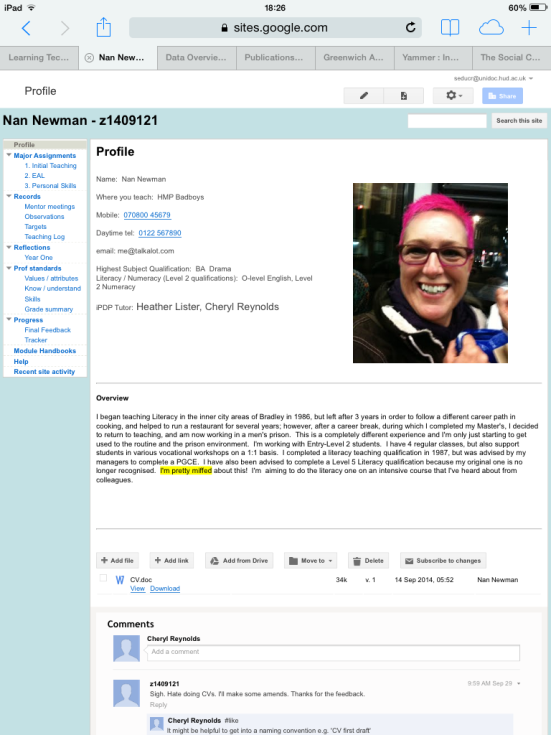 iPad 18:26 60%
sites.google.com
Learning Tec... Nan New... Data Overvie... Publications... Greenwich A... Yammer : In... The Social C...
seducr@unidoc.hud.ac.uk
Profile
Share
Nan Newman - z1409121
Search this site
Profile
Major Assignments
1. Initial Teaching
2. EAL
3. Personal Skills
Records
Mentor meetings
Observations
Targets
Teaching Log
Reflections
Year One
Prof standards
Values / attributes
Know / understand
Skills
Grade summary
Progress
Final Feedback
Tracker
Module Handbooks
Help
Recent site activity
Profile
Name: Nan Newman
Where you teach: HMP Badboys
Mobile: 070800 45679
Daytime tel: 0122 567890
email: me@talkalot.com
Highest Subject Qualification: BA Drama
Literacy / Numeracy (Level 2 qualifications): O-level English, Level
2 Numeracy
iPDP Tutor: Heather Lister, Cheryl Reynolds
Overview
I began teaching Literacy in the inner city areas of Bradley in 1986, but left after 3 years in order to follow a different career path in
cooking, and helped to run a restaurant for several years; however, after a career break, during which I completed my Master's, I decided
to return to teaching, and am now working in a men's prison. This is a completely different experience and I'm only just starting to get
used to the routine and the prison environment. I'm working with Entry-Level 2 students. I have 4 regular classes, but also support
students in various vocational workshops on a 1:1 basis. I completed a literacy teaching qualification in 1987, but was advised by my
managers to complete a PGCE. I have also been advised to complete a Level 5 Literacy qualification because my original one is no
longer recognised. I'm pretty miffed about this! I'm aiming to do the literacy one on an intensive course that I've heard about from
colleagues.
Add file Add link Add from Drive Move to Delete Subscribe to changes
CV.doc 34k v. 1 14 Sep 2014, 05:52 Nan Newman
View Download
Comments
Cheryl Reynolds
Add a comment
z1409121 9:59 AM Sep 29
Sigh. Hate doing CVs. I'll make some amends. Thanks for the feedback.
Reply
Cheryl Reynolds #like
It might be helpful to get into a naming convention e.g. 'CV first draft'